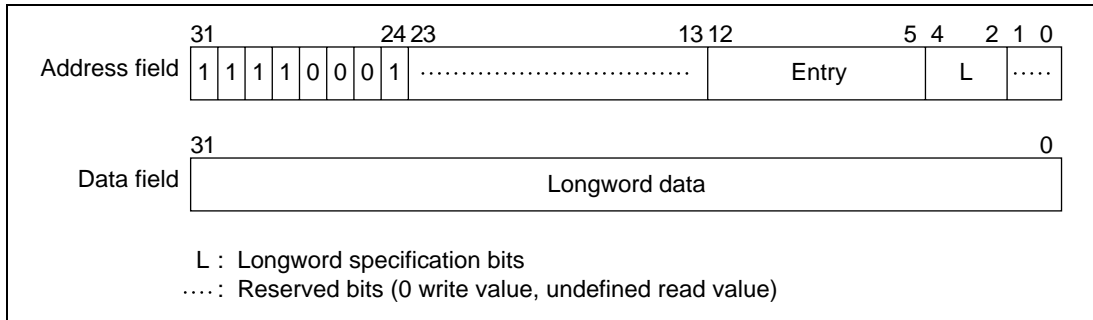 31 24 23 13 12 5 4 2 1 0
Address field 1 1 1 1 0 0 0 1 ................................ Entry L .....
31 0
Data field Longword data
L : Longword specification bits
.... : Reserved bits (0 write value, undefined read value)